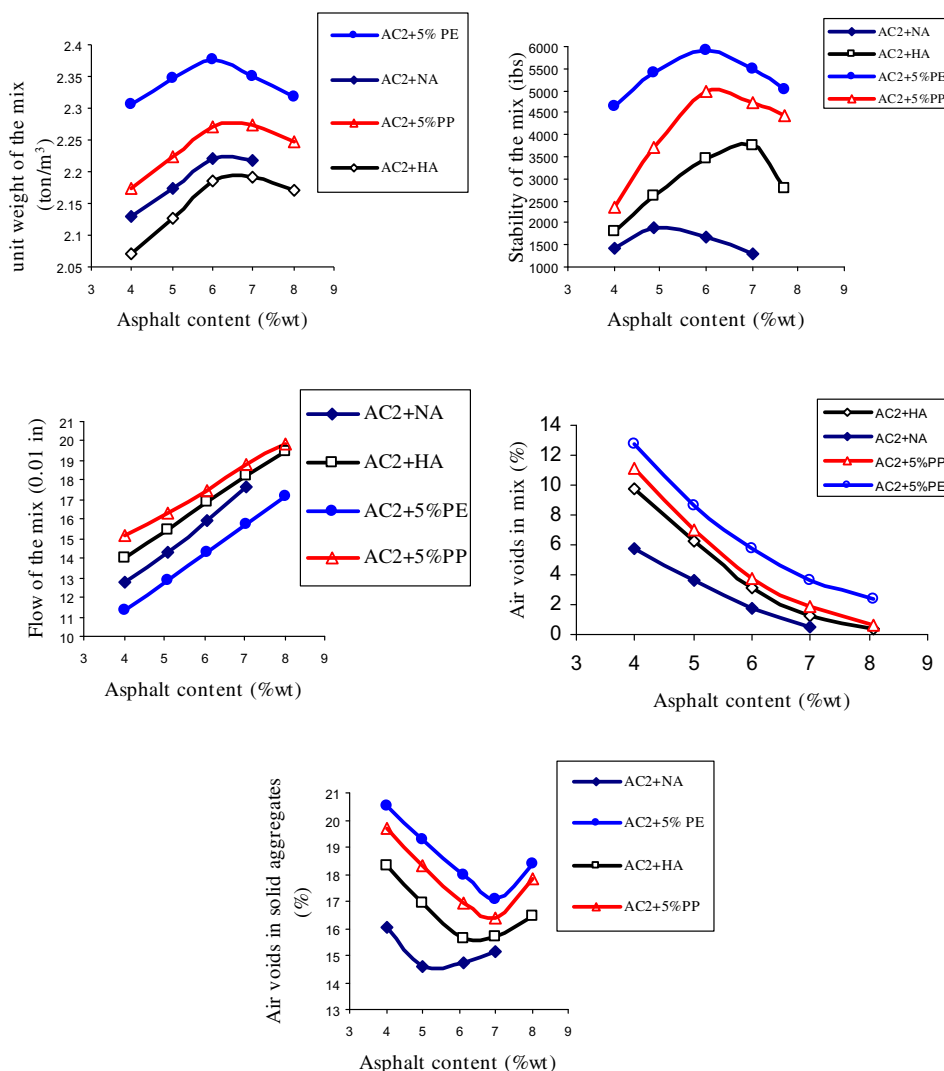 unit weight of the mix
(ton/m³)
2.4
2.35
2.3
2.25
2.2
2.15
2.1
2.05
3 4 5 6 7 8 9
Asphalt content (%wt)
AC2+5% PE
AC2+NA
AC2+5%PP
AC2+HA
Stability of the mix (ibs)
6000
5500
5000
4500
4000
3500
3000
2500
2000
1500
1000
3 4 5 6 7 8 9
Asphalt content (%wt)
AC2+NA
AC2+HA
AC2+5%PE
AC2+5%PP
Flow of the mix (0.01 in)
21
20
19
18
17
16
15
14
13
12
11
10
3 4 5 6 7 8 9
Asphalt content (%wt)
AC2+NA
AC2+HA
AC2+5%PE
AC2+5%PP
Air voids in mix (%)
14
12
10
8
6
4
2
0
3 4 5 6 7 8 9
Asphalt content (%wt)
AC2+HA
AC2+NA
AC2+5%PP
AC2+5%PE
Air voids in solid aggregates
(%)
21
20
19
18
17
16
15
14
13
3 4 5 6 7 8 9
Asphalt content (%wt)
AC2+NA
AC2+5% PE
AC2+HA
AC2+5%PP